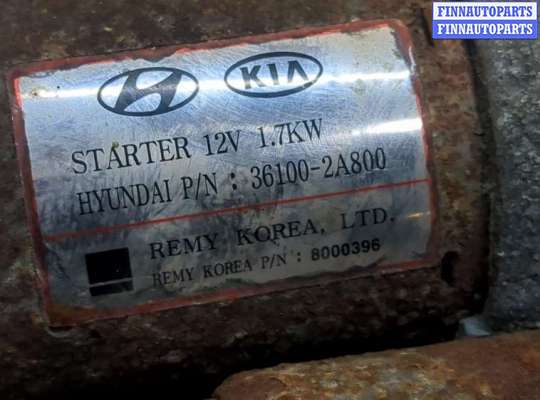 FINNAUTOPARTS
FINNAUTOPARTS
KIA
STARTER 12V 1.7KW
HYUNDAI P/N : 36100-2A800
REMY KOREA, LTD.
REMY KOREA P/N : 8000396